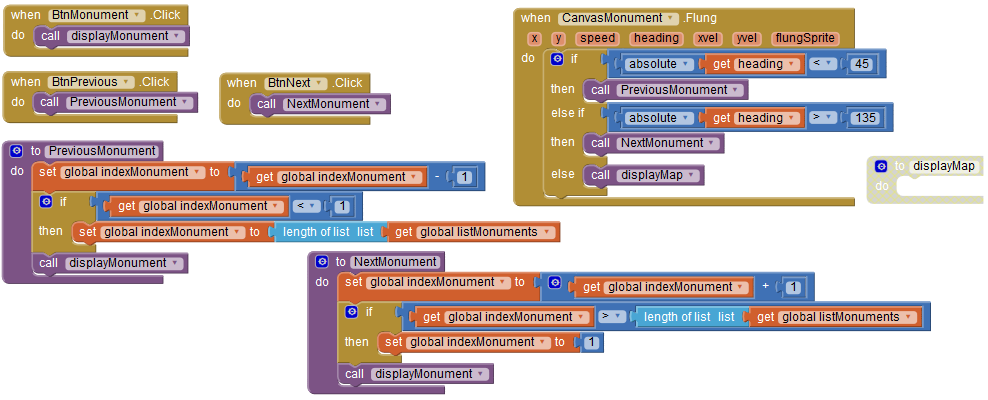 when BtnMonument .Click
do call displayMonument
when BtnPrevious .Click
do call PreviousMonument
when BtnNext .Click
do call NextMonument
when CanvasMonument .Flung
x y speed heading xvel yvel flungSprite
do if absolute get heading < 45
then call PreviousMonument
else if absolute get heading > 135
then call NextMonument
else call displayMap
to displayMap
do
to PreviousMonument
do set global indexMonument to get global indexMonument - 1
if get global indexMonument < 1
then set global indexMonument to length of list list get global listMonuments
call displayMonument
to NextMonument
do set global indexMonument to get global indexMonument + 1
if get global indexMonument > length of list list get global listMonuments
then set global indexMonument to 1
call displayMonument